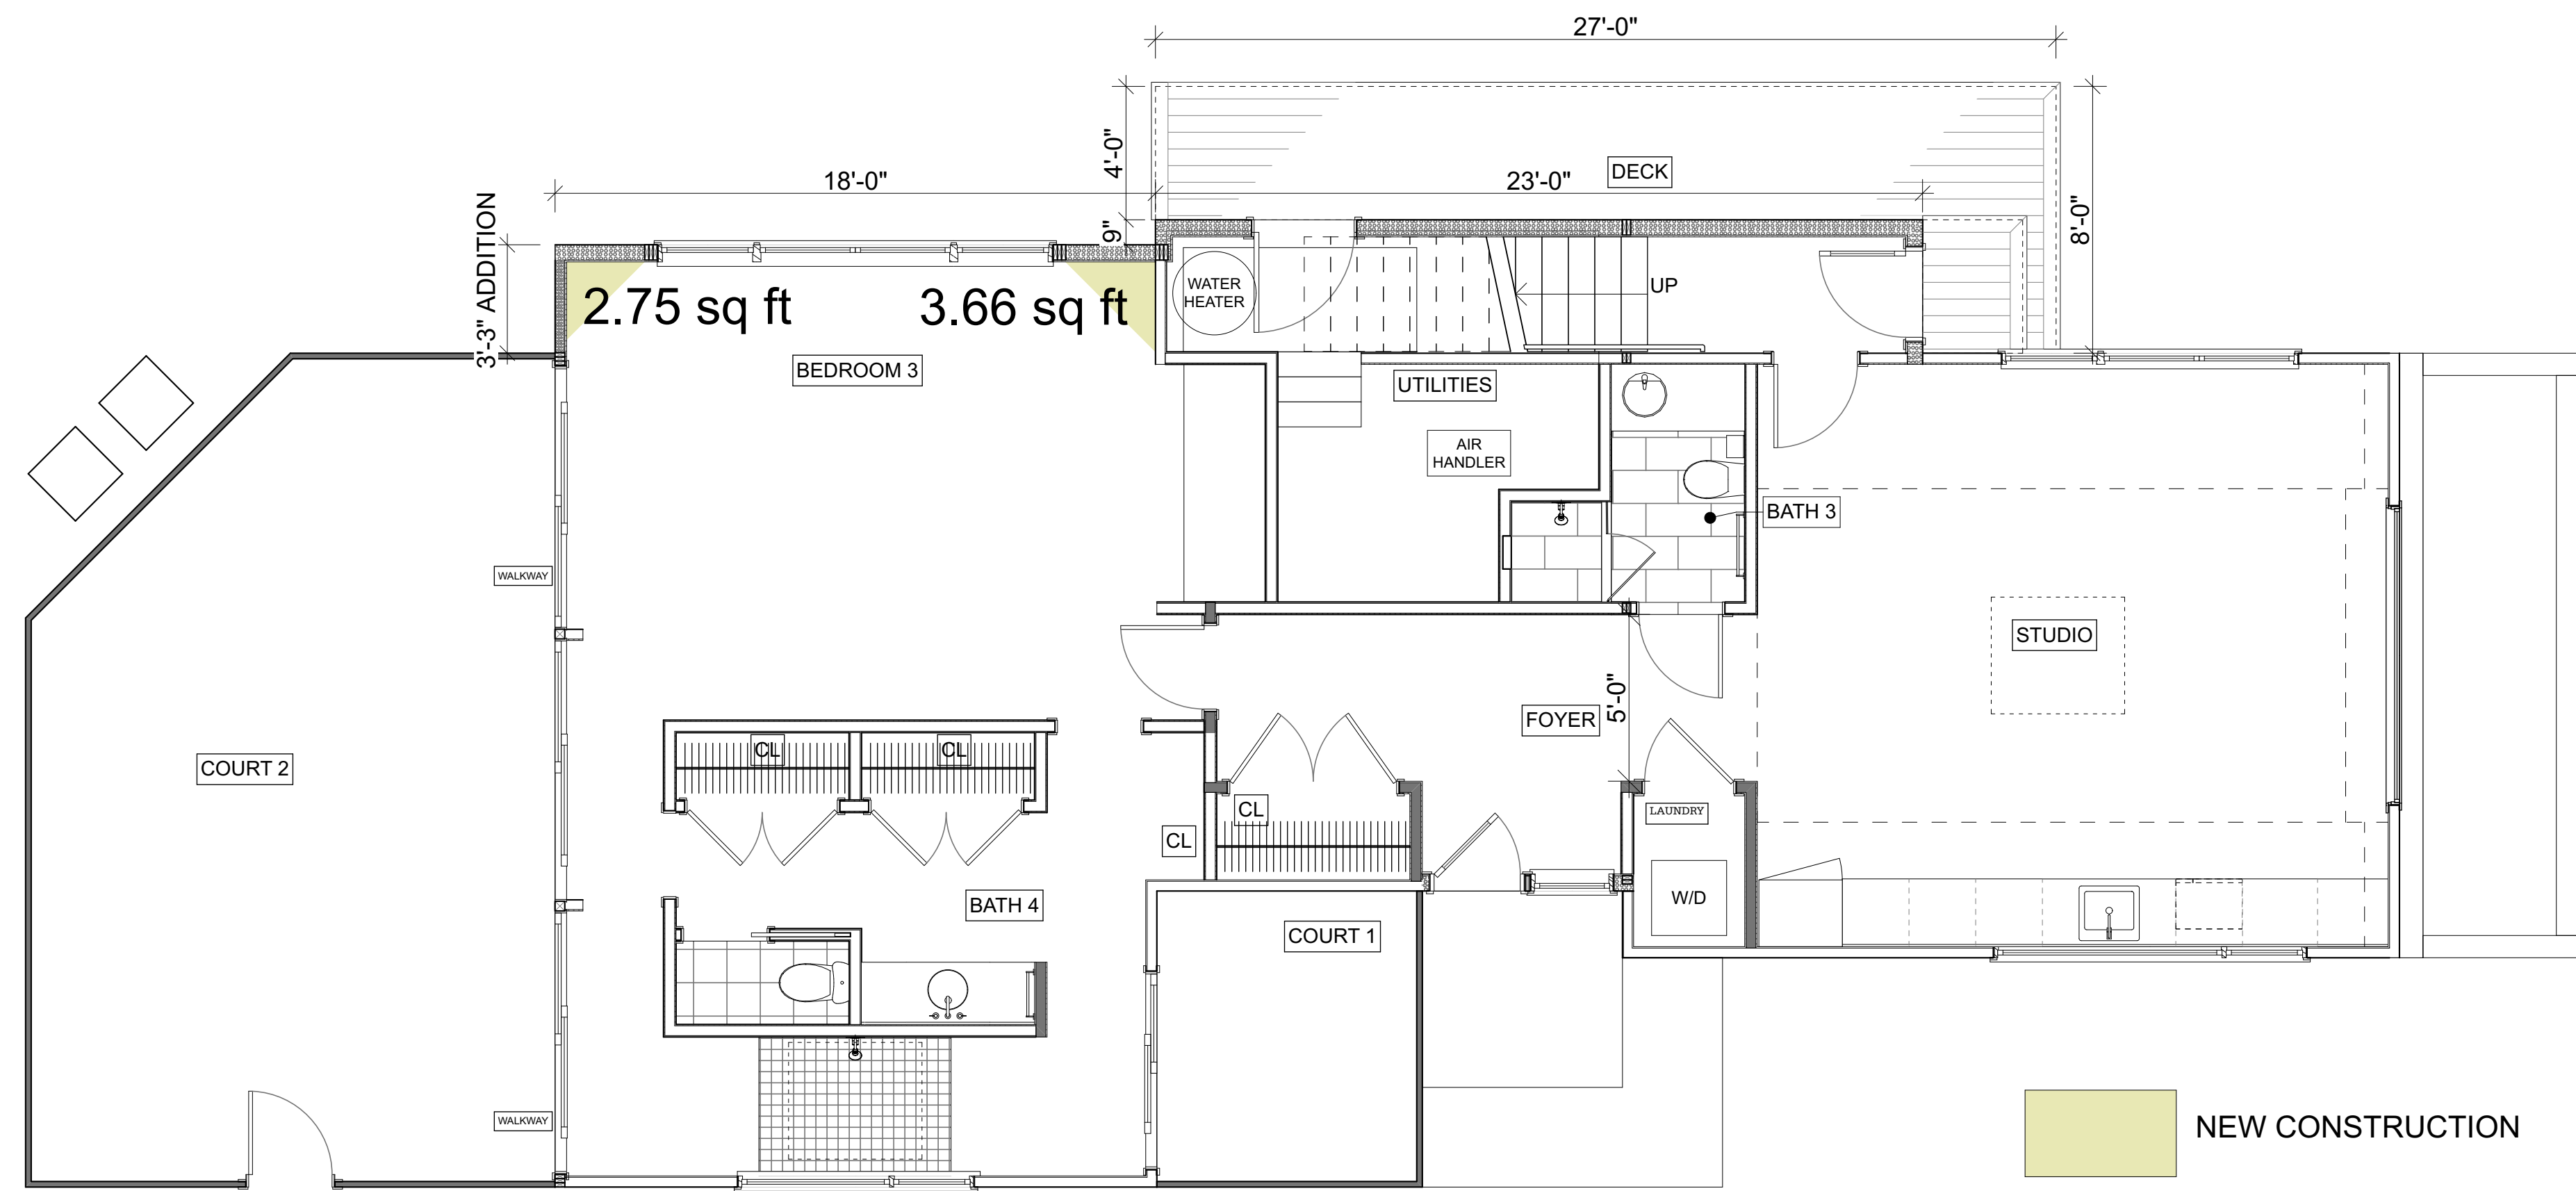 27'-0"
4'-0"
DECK
18'-0"
23'-0"
3'-3" ADDITION
8'-0"
9"
WATER
HEATER
UP
2.75 sq ft
3.66 sq ft
BEDROOM 3
UTILITIES
AIR
HANDLER
BATH 3
WALKWAY
STUDIO
5'-0"
FOYER
CL
CL
COURT 2
CL
LAUNDRY
CL
W/D
BATH 4
COURT 1
WALKWAY
NEW CONSTRUCTION